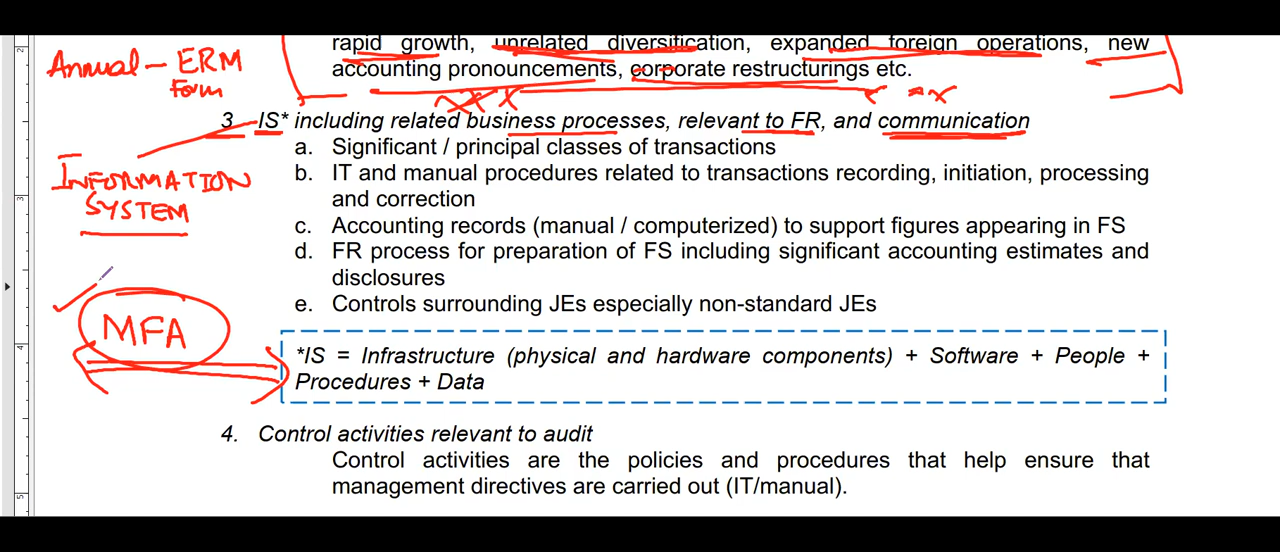 rapid growth, unrelated diversification, expanded foreign operations, new
accounting pronouncements, corporate restructurings etc.
Annual – ERM
Form
3 IS* including related business processes, relevant to FR, and communication
a. Significant / principal classes of transactions
b. IT and manual procedures related to transactions recording, initiation, processing
and correction
c. Accounting records (manual / computerized) to support figures appearing in FS
d. FR process for preparation of FS including significant accounting estimates and
disclosures
e. Controls surrounding JEs especially non-standard JEs
INFORMATION
SYSTEM
MFA
*IS = Infrastructure (physical and hardware components) + Software + People +
Procedures + Data
4. Control activities relevant to audit
Control activities are the policies and procedures that help ensure that
management directives are carried out (IT/manual).
2
3
4
5